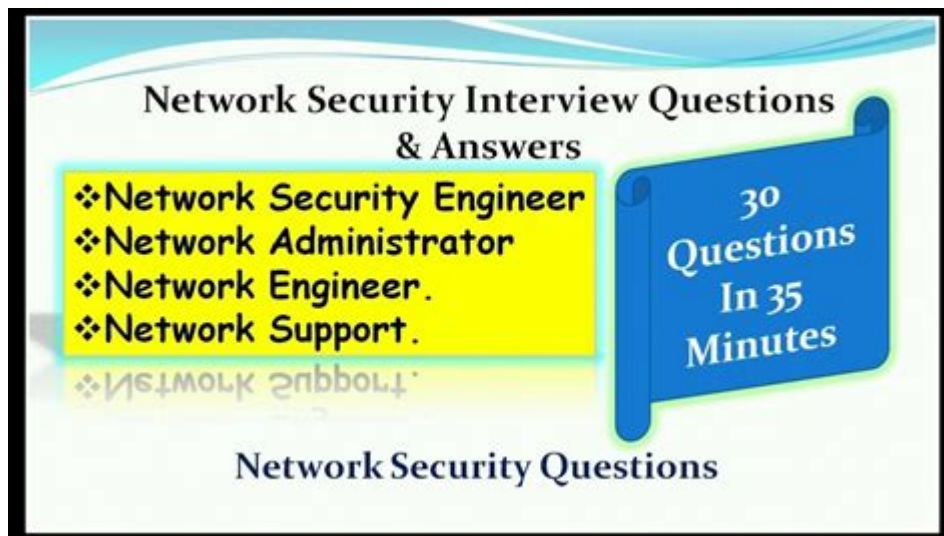 Network Security Interview Questions
& Answers
❖Network Security Engineer
❖Network Administrator
❖Network Engineer.
❖Network Support.
30
Questions
In 35
Minutes
Network Security Questions